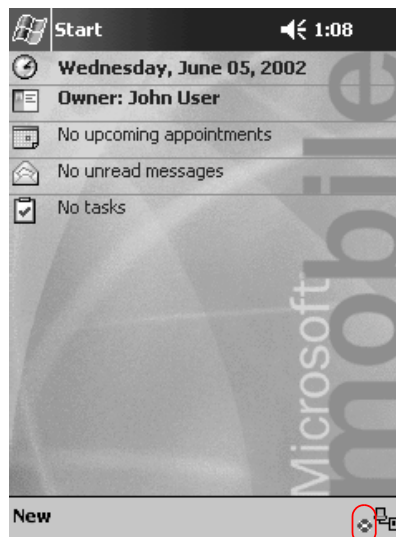 Start 1:08
Wednesday, June 05, 2002
Owner: John User
No upcoming appointments
No unread messages
No tasks
Microsoft
mobile
New